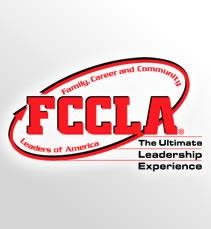 Family, Career and Community
FCCLA®
Leaders of America
The Ultimate
Leadership
Experience